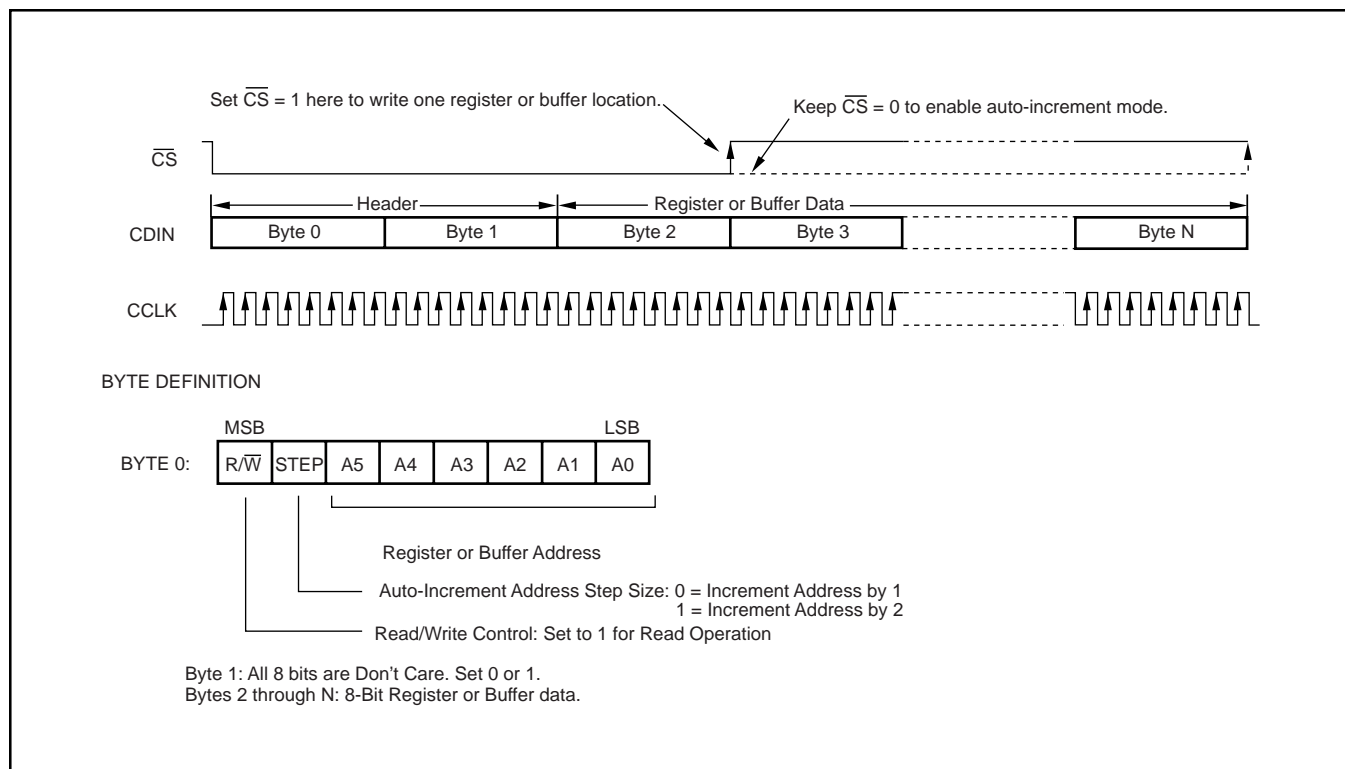 Set CS = 1 here to write one register or buffer location.
Keep CS = 0 to enable auto-increment mode.
CS
Header
Register or Buffer Data
CDIN
Byte 0
Byte 1
Byte 2
Byte 3
Byte N
CCLK
BYTE DEFINITION
MSB
LSB
BYTE 0:
R/W
STEP
A5
A4
A3
A2
A1
A0
Register or Buffer Address
Auto-Increment Address Step Size: 0 = Increment Address by 1
1 = Increment Address by 2
Read/Write Control: Set to 1 for Read Operation
Byte 1: All 8 bits are Don’t Care. Set 0 or 1.
Bytes 2 through N: 8-Bit Register or Buffer data.